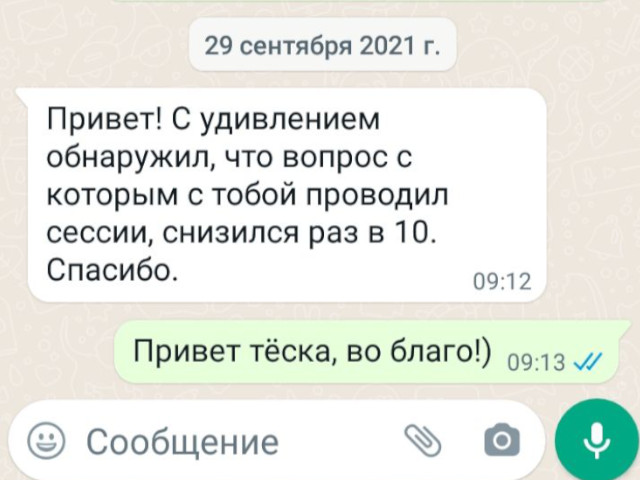 29 сентября 2021 г.
Привет! С удивлением
обнаружил, что вопрос с
которым с тобой проводил
сессии, снизился раз в 10.
Спасибо.
09:12
Привет тёска, во благо!)
09:13
Сообщение